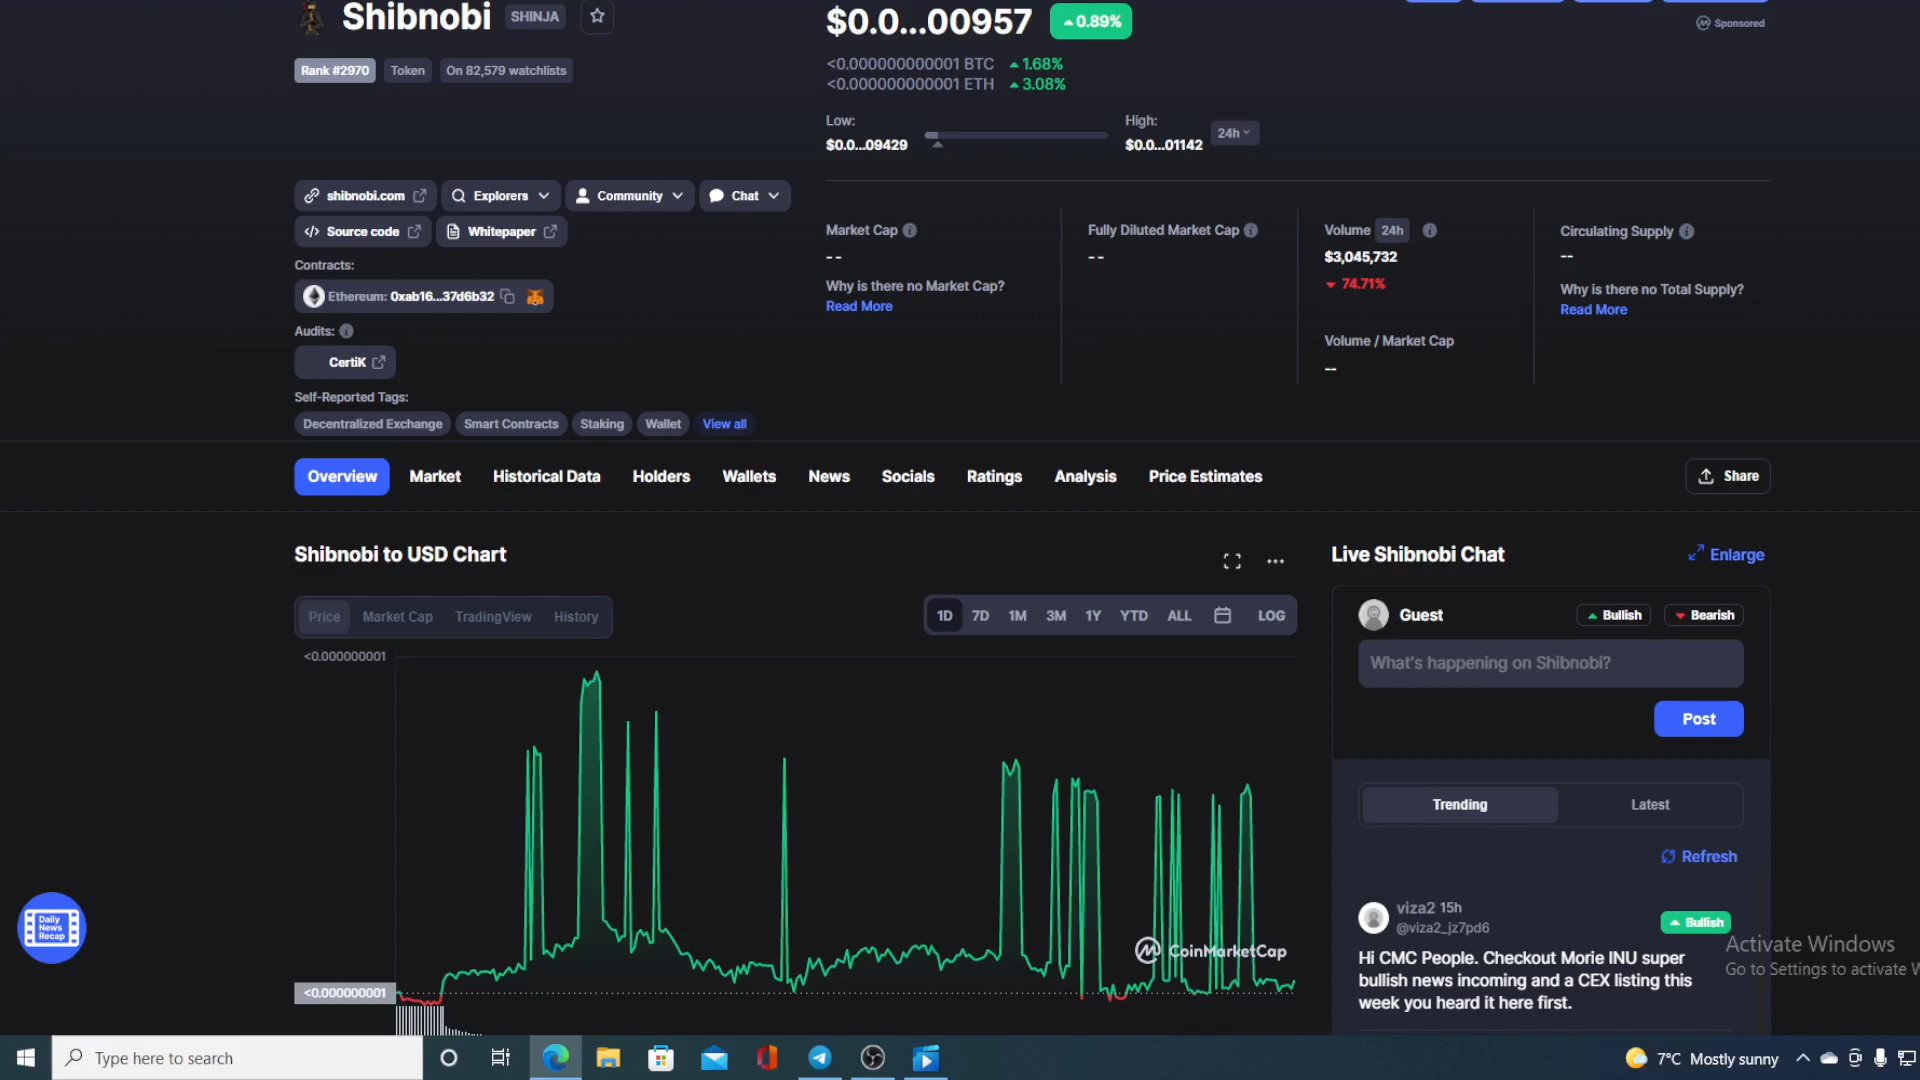 Shibnobi SHINJA
Rank #2970 Token On 82,579 watchlists
$0.0...00957 0.89%
<0.000000000001 BTC 1.68%
<0.000000000001 ETH 3.08%
Low: High:
$0.0...09429 $0.0...01142 24h
Sponsored
shibnobi.com Explorers Community Chat
Source code Whitepaper
Contracts:
Ethereum: 0xab16...37d6b32
Audits:
CertiK
Self-Reported Tags:
Decentralized Exchange Smart Contracts Staking Wallet View all
Market Cap
- -
Why is there no Market Cap?
Read More
Fully Diluted Market Cap
- -
Volume 24h
$3,045,732
74.71%
Volume / Market Cap
--
Circulating Supply
--
Why is there no Total Supply?
Read More
Overview Market Historical Data Holders Wallets News Socials Ratings Analysis Price Estimates Share
Shibnobi to USD Chart
Price Market Cap TradingView History
1D 7D 1M 3M 1Y YTD ALL LOG
<0.000000001
<0.000000001
CoinMarketCap
Live Shibnobi Chat Enlarge
Guest Bullish Bearish
What's happening on Shibnobi?
Post
Trending Latest
Refresh
viza2 15h
@viza2_jz7pd6
Bullish
Hi CMC People. Checkout Morie INU super
bullish news incoming and a CEX listing this
week you heard it here first.
Daily
News
Recap
Activate Windows
Go to Settings to activate W
Type here to search
7°C Mostly sunny